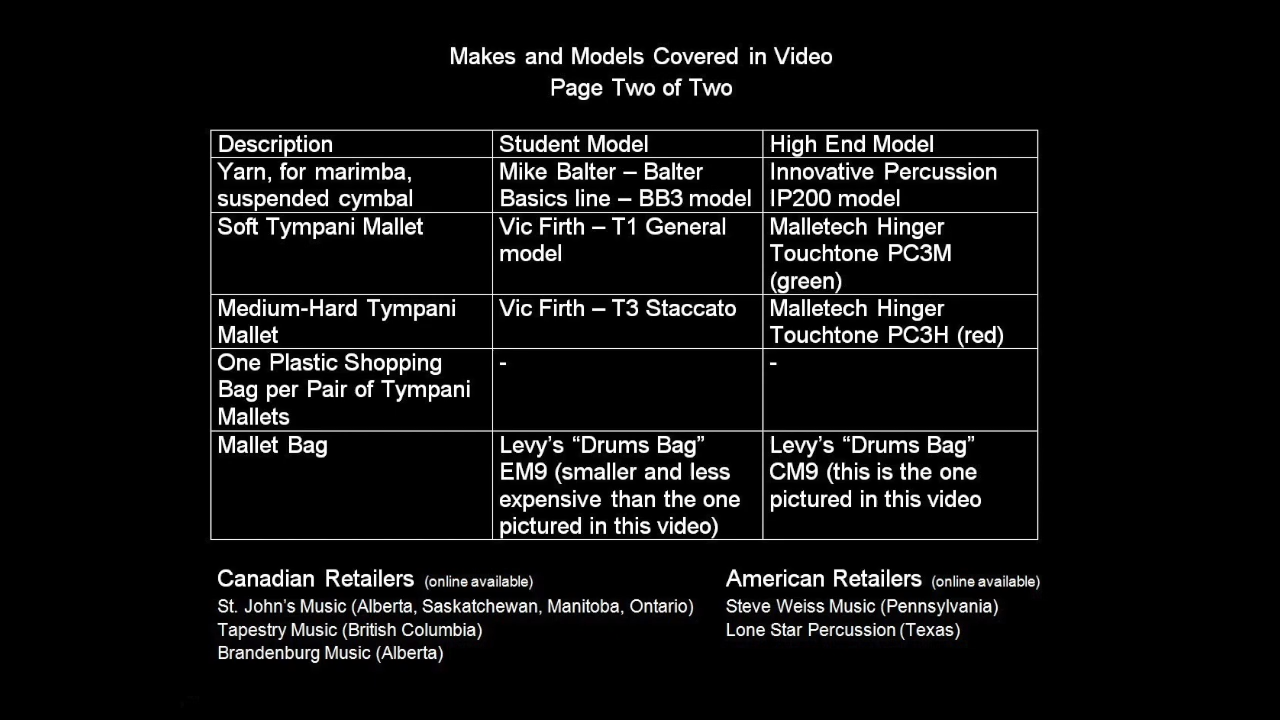 Makes and Models Covered in Video
Page Two of Two
Description
Student Model
High End Model
Yarn, for marimba,
suspended cymbal
Mike Balter – Balter
Basics line – BB3 model
Innovative Percussion
IP200 model
Soft Tympani Mallet
Vic Firth – T1 General
model
Malletech Hinger
Touchtone PC3M
(green)
Medium-Hard Tympani
Mallet
Vic Firth – T3 Staccato
Malletech Hinger
Touchtone PC3H (red)
One Plastic Shopping
Bag per Pair of Tympani
Mallets
-
-
Mallet Bag
Levy’s “Drums Bag”
EM9 (smaller and less
expensive than the one
pictured in this video)
Levy’s “Drums Bag”
CM9 (this is the one
pictured in this video
Canadian Retailers (online available)
St. John’s Music (Alberta, Saskatchewan, Manitoba, Ontario)
Tapestry Music (British Columbia)
Brandenburg Music (Alberta)
American Retailers (online available)
Steve Weiss Music (Pennsylvania)
Lone Star Percussion (Texas)